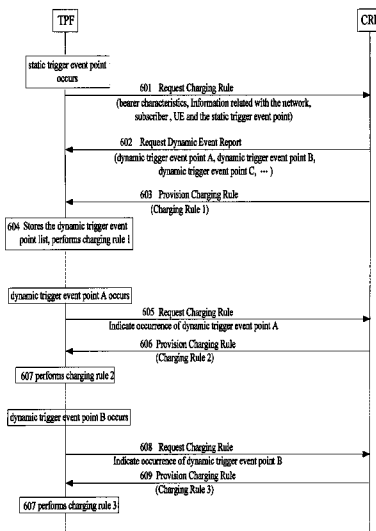 TPF
CRF
static trigger event point
occurs
601 Request Charging Rule
(bearer characteristics, Information related with the network,
subscriber , UE and the static trigger event point)
602 Request Dynamic Event Report
(dynamic trigger event point A, dynamic trigger event point B,
dynamic trigger event point C, ··· )
603 Provision Charging Rule
(Charging Rule 1)
604 Stores the dynamic trigger event
point list, performs charging rule 1
dynamic trigger event point A occurs
605 Request Charging Rule
Indicate occurrence of dynamic trigger event point A
606 Provision Charging Rule
(Charging Rule 2)
607 performs charging rule 2
dynamic trigger event point B occurs
608 Request Charging Rule
Indicate occurrence of dynamic trigger event point B
609 Provision Charging Rule
(Charging Rule 3)
607 performs charging rule 3